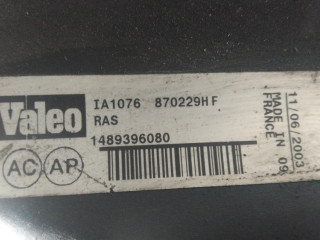 Valeo
IA1076 870229HF
RAS
1489396080
AC AP
11/06/2003
MADE IN 09
FRANCE